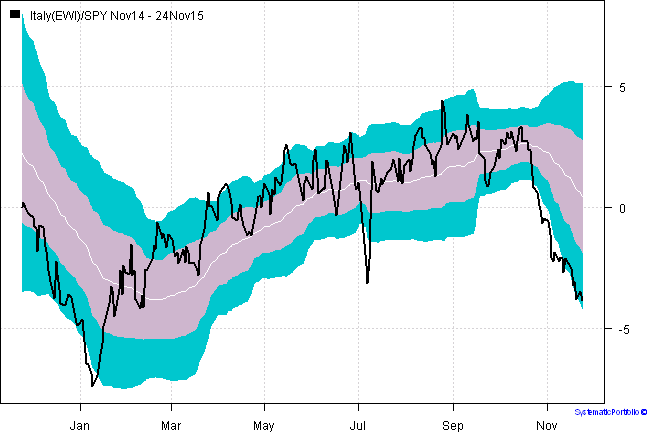 Italy(EWI)/SPY Nov14 - 24Nov15
5
0
-5
Jan Mar May Jul Sep Nov
SystematicPortfolio ©